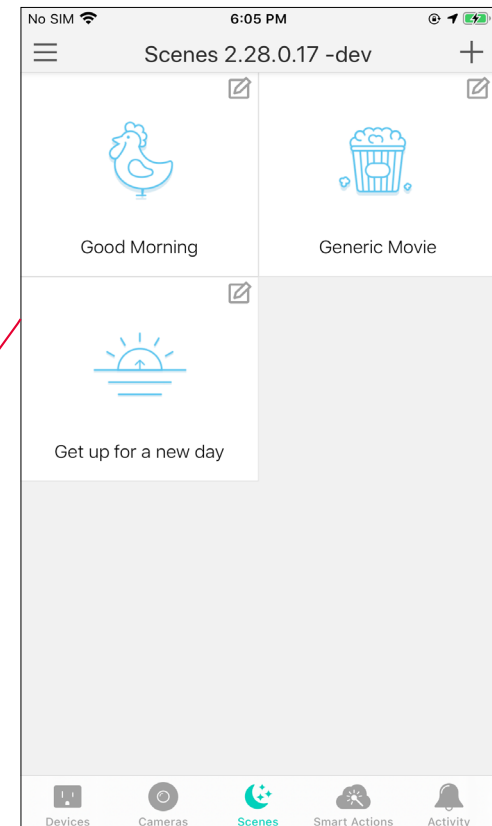 No SIM 6:05 PM
Scenes 2.28.0.17 -dev
Good Morning Generic Movie
Get up for a new day
Devices Cameras Scenes Smart Actions Activity